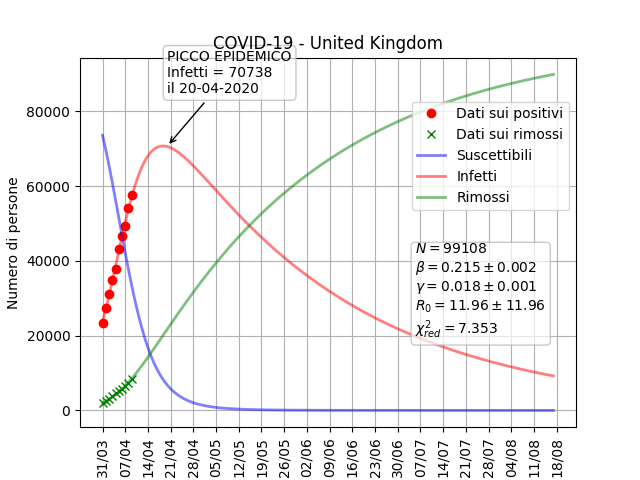 COVID-19 - United Kingdom
PICCO EPIDEMICO
Infetti = 70738
il 20-04-2020
Numero di persone
80000
60000
40000
20000
0
Dati sui positivi
Dati sui rimossi
Suscettibili
Infetti
Rimossi
N = 99108
β = 0.215 ± 0.002
γ = 0.018 ± 0.001
R₀ = 11.96 ± 11.96
χ²_red = 7.353
31/03
07/04
14/04
21/04
28/04
05/05
12/05
19/05
26/05
02/06
09/06
16/06
23/06
30/06
07/07
14/07
21/07
28/07
04/08
11/08
18/08